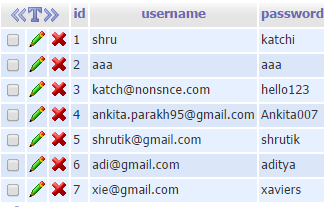 T id username password
1 shru katchi
2 aaa aaa
3 katch@nonsnce.com hello123
4 ankita.parakh95@gmail.com Ankita007
5 shrutik@gmail.com shrutik
6 adi@gmail.com aditya
7 xie@gmail.com xaviers